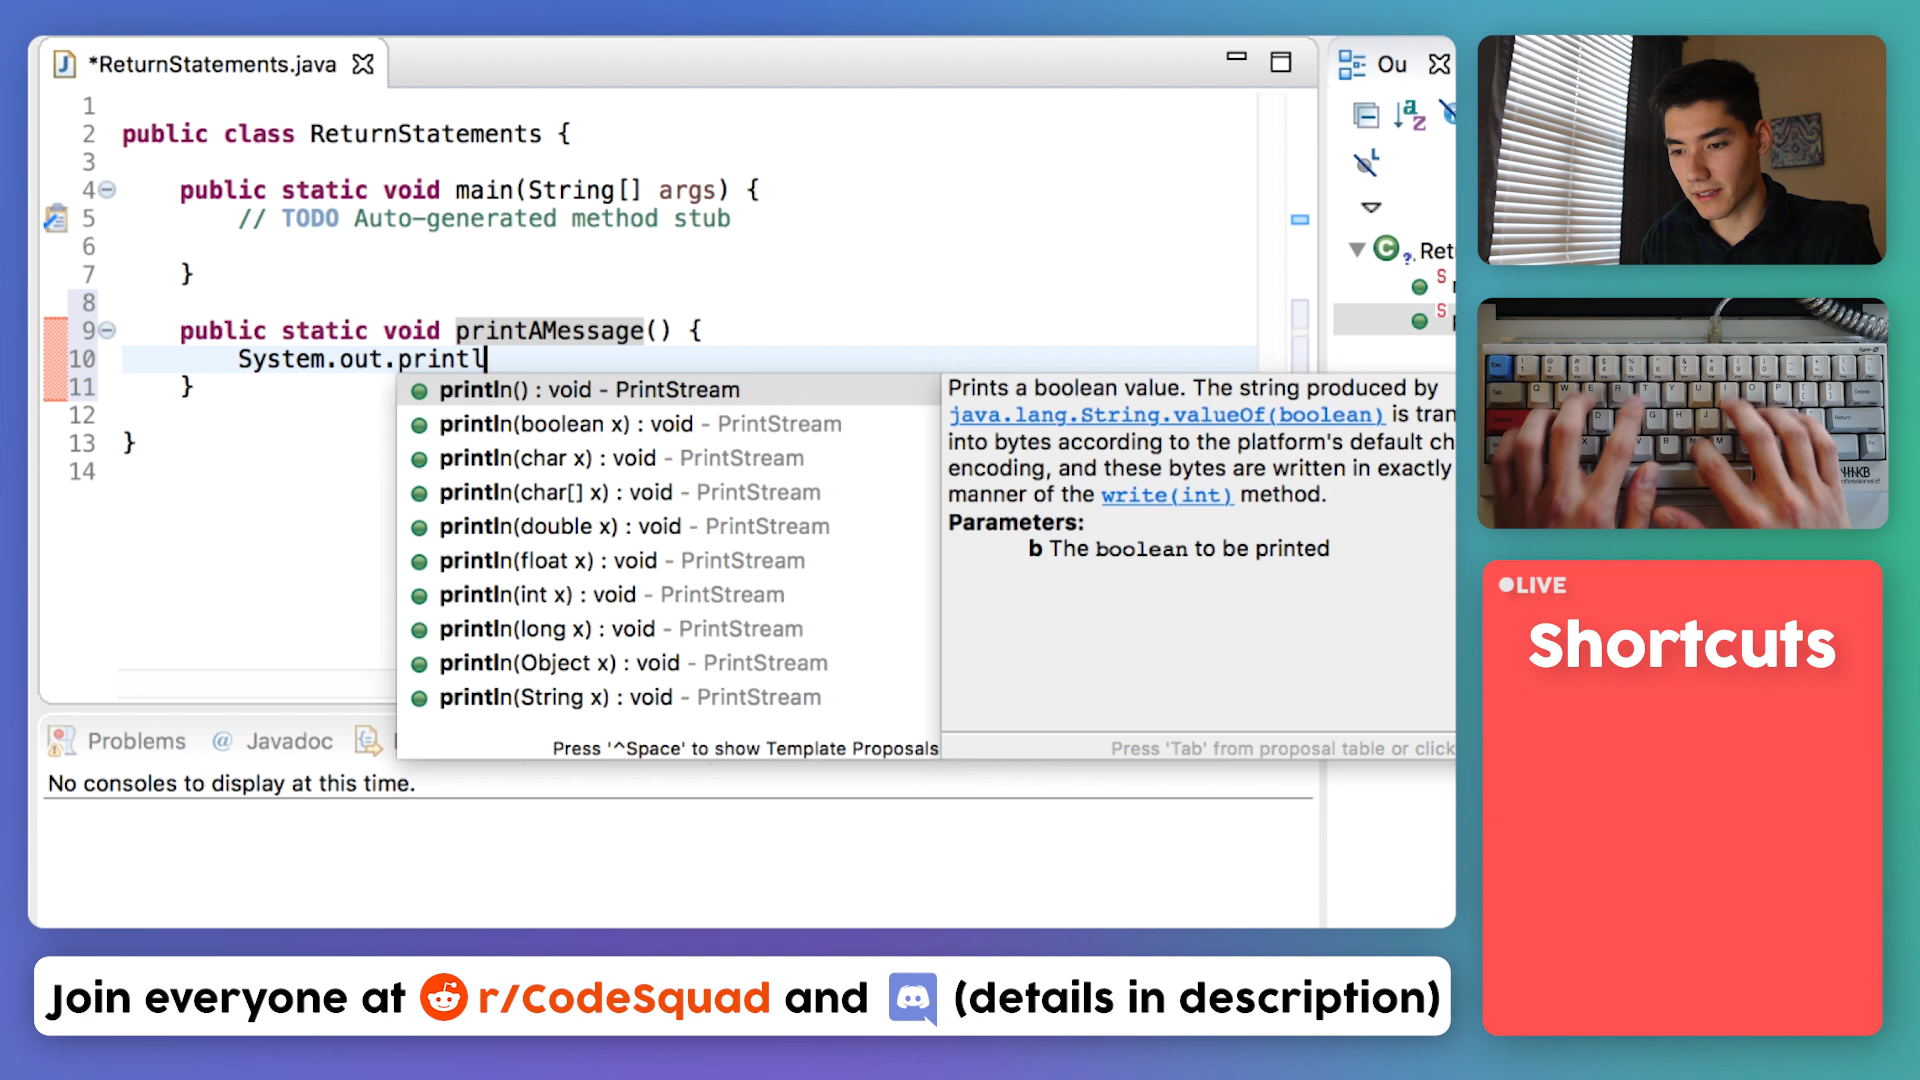 *ReturnStatements.java
Ou
1
2 public class ReturnStatements {
3
4 public static void main(String[] args) {
5 // TODO Auto-generated method stub
6
7 }
8
9 public static void printAMessage() {
10 System.out.printl
11 }
12
13 }
14
println() : void - PrintStream
println(boolean x) : void - PrintStream
println(char x) : void - PrintStream
println(char[] x) : void - PrintStream
println(double x) : void - PrintStream
println(float x) : void - PrintStream
println(int x) : void - PrintStream
println(long x) : void - PrintStream
println(Object x) : void - PrintStream
println(String x) : void - PrintStream
Press '^Space' to show Template Proposals
Prints a boolean value. The string produced by
java.lang.String.valueOf(boolean) is tran
into bytes according to the platform's default ch
encoding, and these bytes are written in exactly
manner of the write(int) method.
Parameters:
b The boolean to be printed
Press 'Tab' from proposal table or click
Ret
Problems @ Javadoc
No consoles to display at this time.
LIVE
Shortcuts
Join everyone at r/CodeSquad and (details in description)